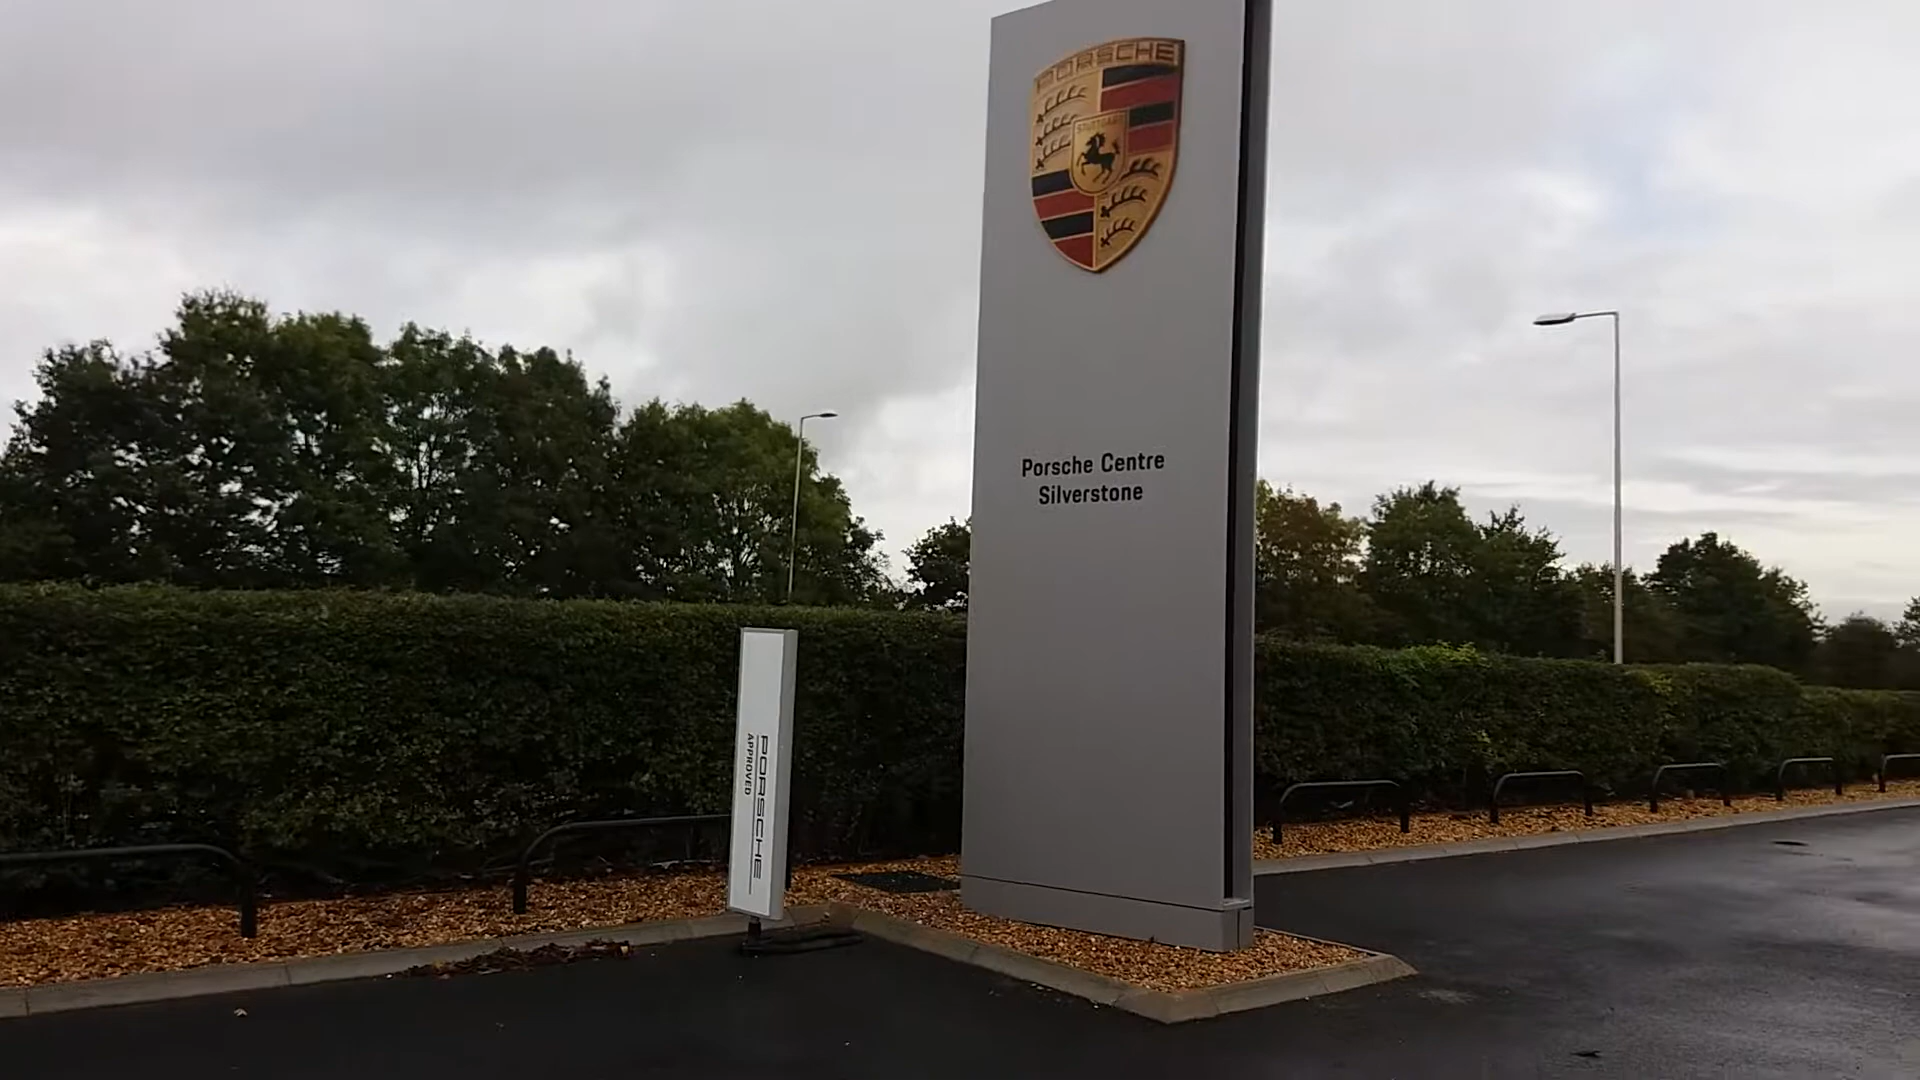 PORSCHE
STUTTGART
Porsche Centre
Silverstone
PORSCHE
APPROVED